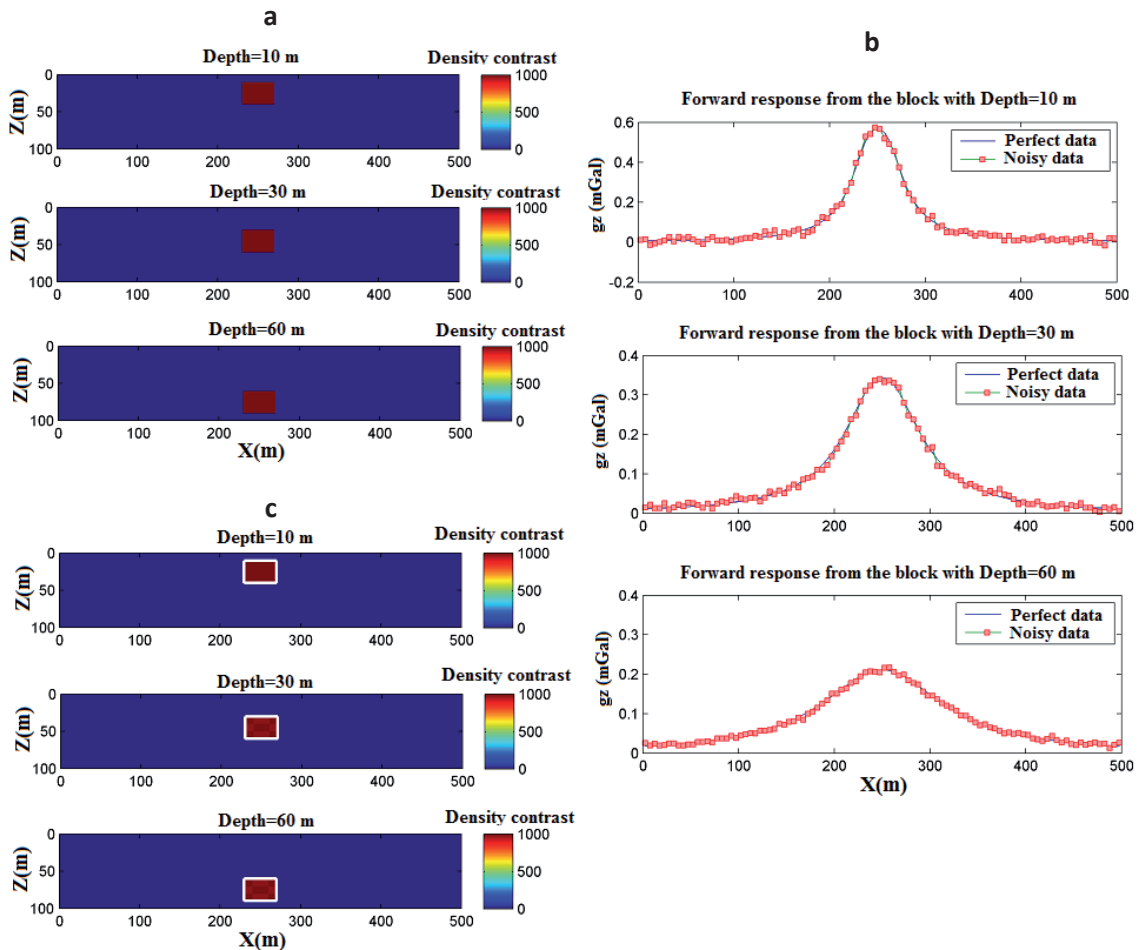 a
Depth=10 m
Density contrast
Z(m)
0
50
100
0
100
200
300
400
500
1000
500
0
Depth=30 m
Density contrast
Z(m)
0
50
100
0
100
200
300
400
500
1000
500
0
Depth=60 m
Density contrast
Z(m)
0
50
100
0
100
200
300
400
500
X(m)
1000
500
0
b
Forward response from the block with Depth=10 m
gz (mGal)
0.6
0.4
0.2
0
-0.2
0
100
200
300
400
500
Perfect data
Noisy data
Forward response from the block with Depth=30 m
gz (mGal)
0.4
0.3
0.2
0.1
0
0
100
200
300
400
500
Perfect data
Noisy data
Forward response from the block with Depth=60 m
gz (mGal)
0.4
0.3
0.2
0.1
0
0
100
200
300
400
500
X(m)
Perfect data
Noisy data
c
Depth=10 m
Density contrast
Z(m)
0
50
100
0
100
200
300
400
500
1000
500
0
Depth=30 m
Density contrast
Z(m)
0
50
100
0
100
200
300
400
500
1000
500
0
Depth=60 m
Density contrast
Z(m)
0
50
100
0
100
200
300
400
500
X(m)
1000
500
0